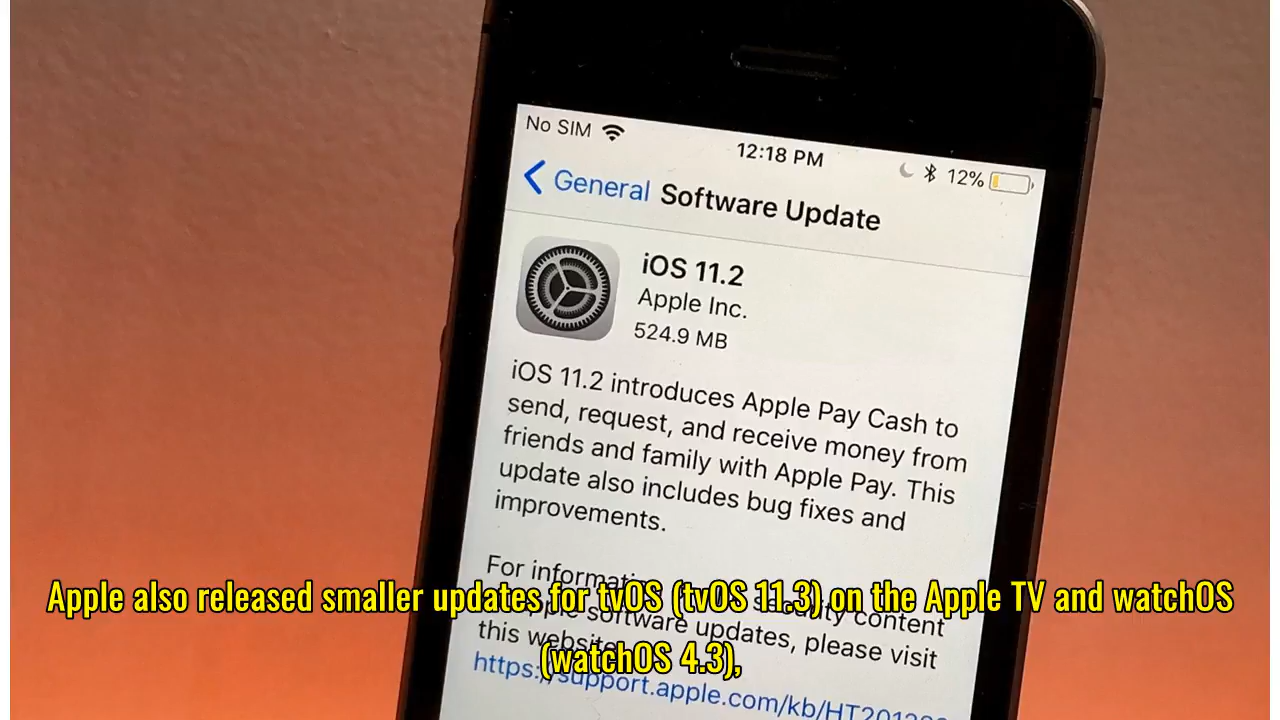 No SIM
12:18 PM
12%
General Software Update
iOS 11.2
Apple Inc.
524.9 MB
iOS 11.2 introduces Apple Pay Cash to
send, request, and receive money from
friends and family with Apple Pay. This
update also includes bug fixes and
improvements.
For information security content
Apple software updates, please visit
this website
https://support.apple.com/kb/HT201
Apple also released smaller updates for tvOS (tvOS 11.3) on the Apple TV and watchOS
(watchOS 4.3),